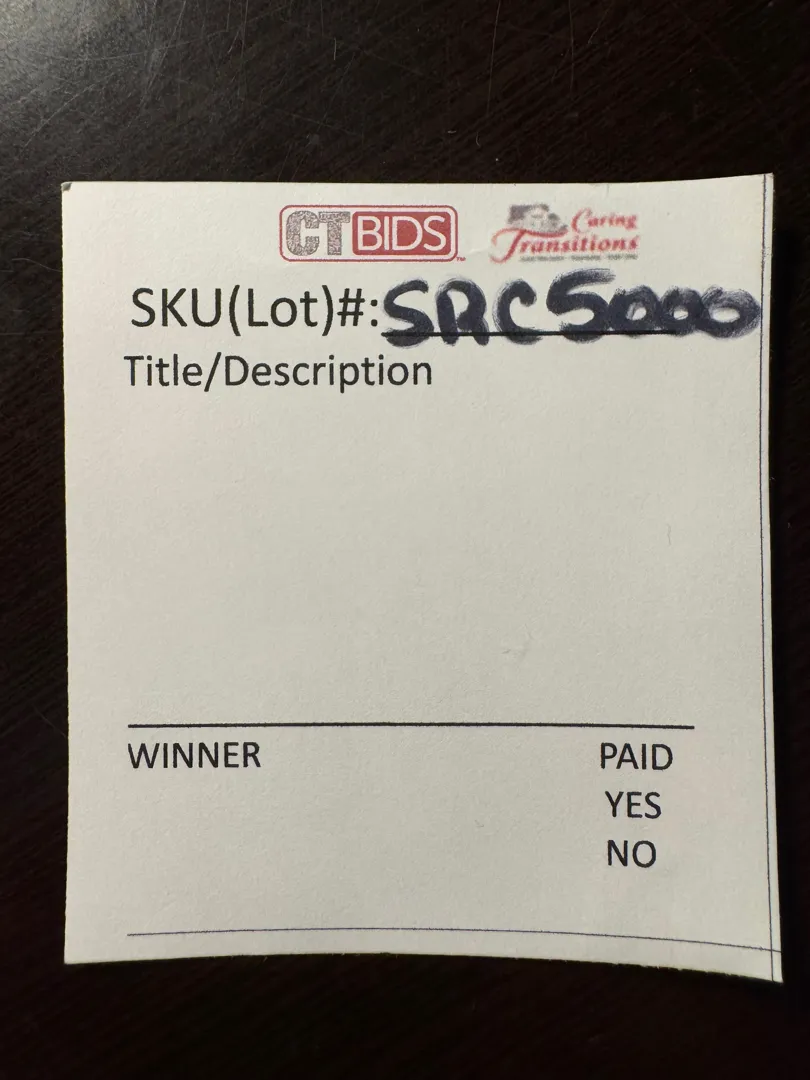 CTBIDS
Caring
Transitions
SKU(Lot)#: SRC5000
Title/Description
WINNER
PAID
YES
NO